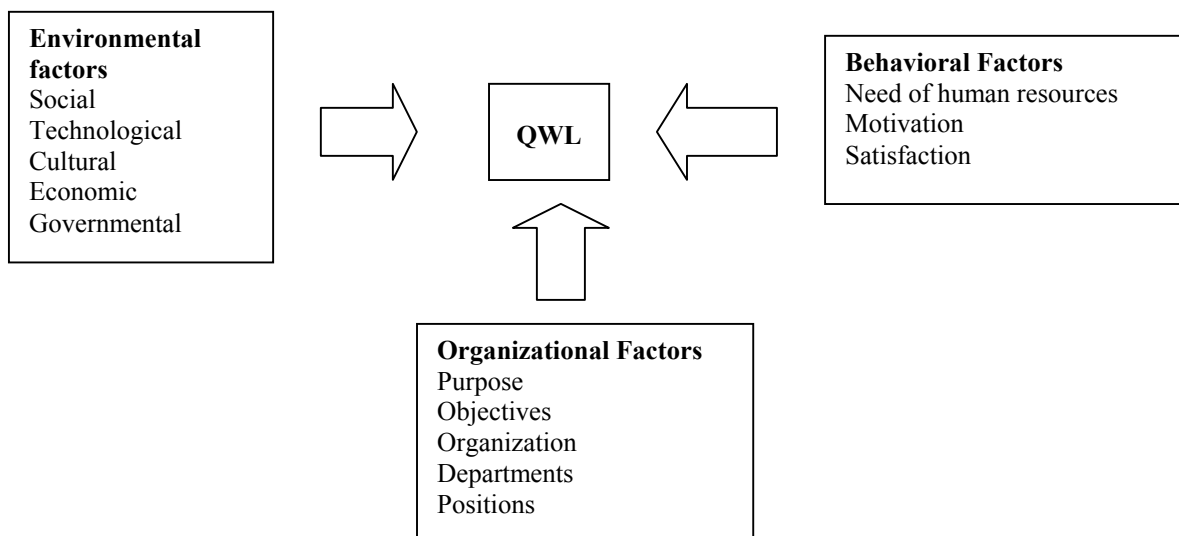 Environmental
factors
Social
Technological
Cultural
Economic
Governmental
QWL
Behavioral Factors
Need of human resources
Motivation
Satisfaction
Organizational Factors
Purpose
Objectives
Organization
Departments
Positions